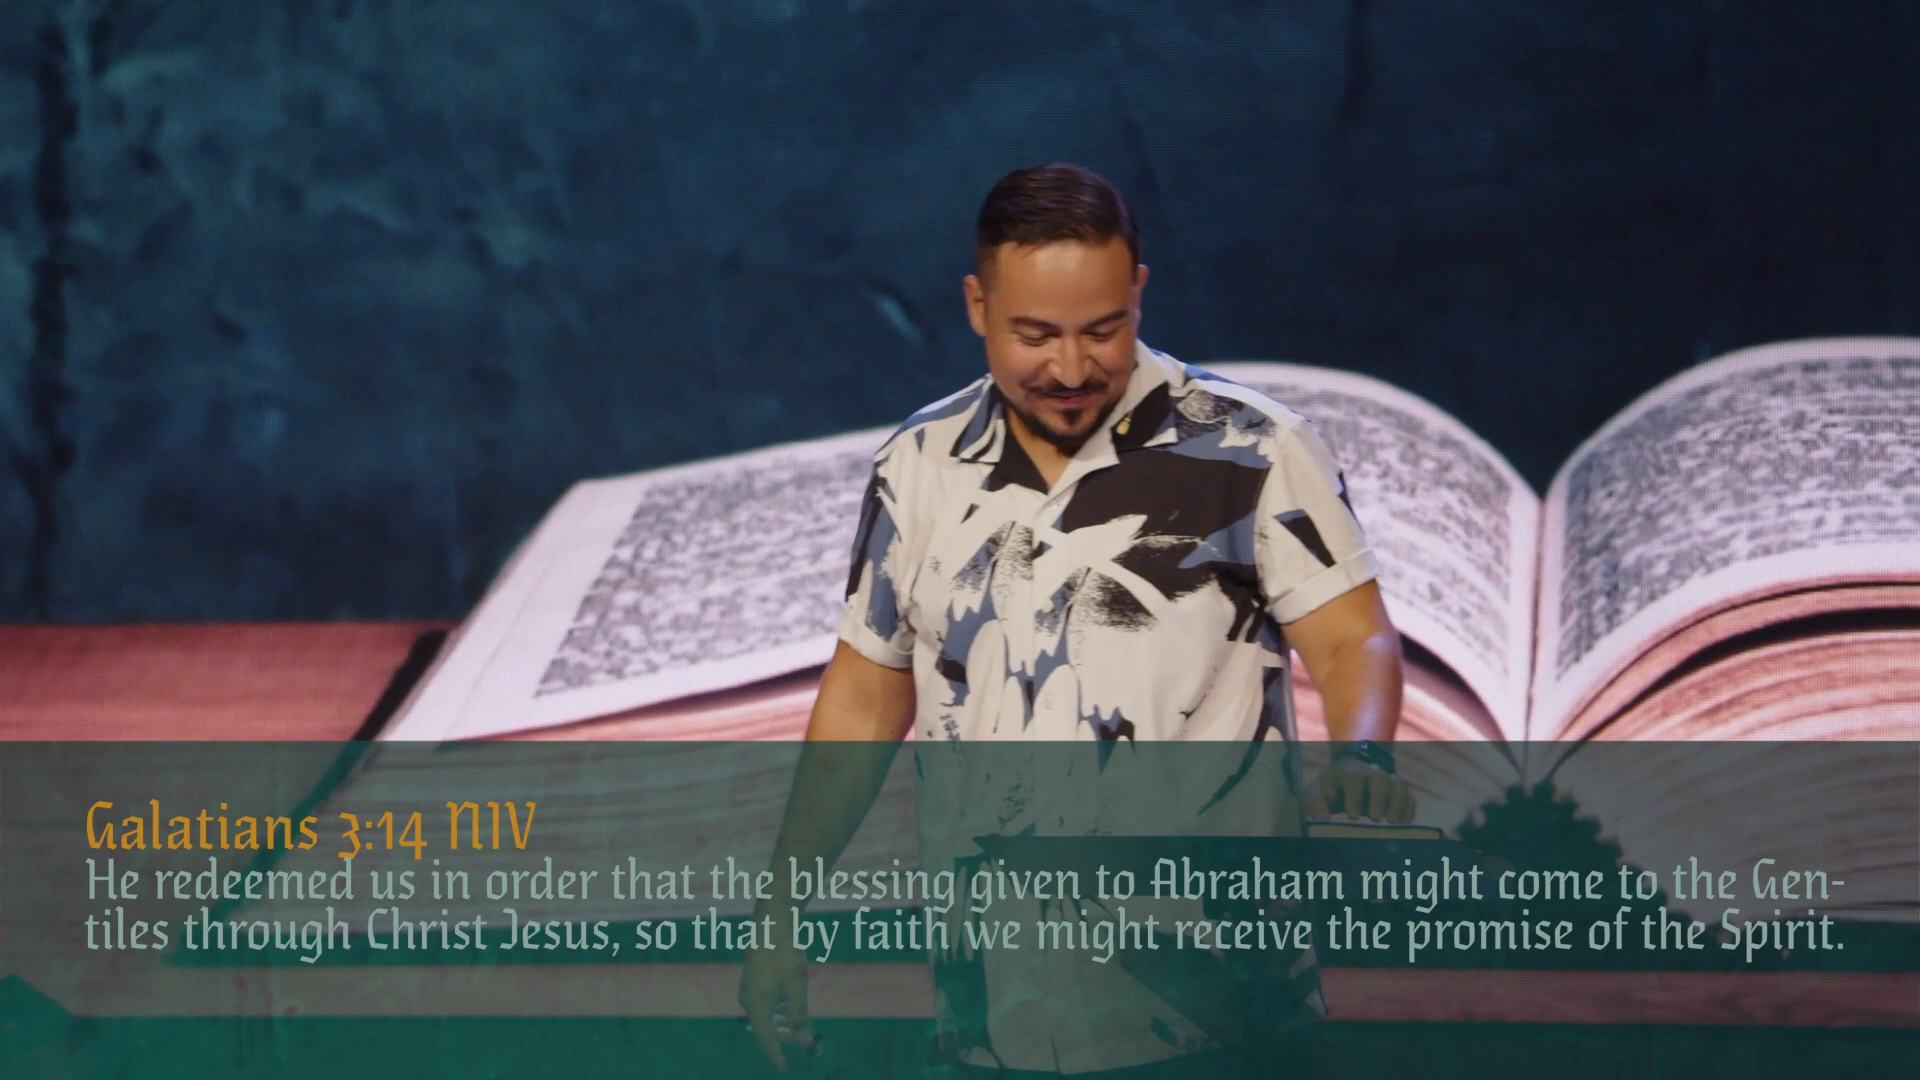 Galatians 3:14 NIV
He redeemed us in order that the blessing given to Abraham might come to the Gen-
tiles through Christ Jesus, so that by faith we might receive the promise of the Spirit.